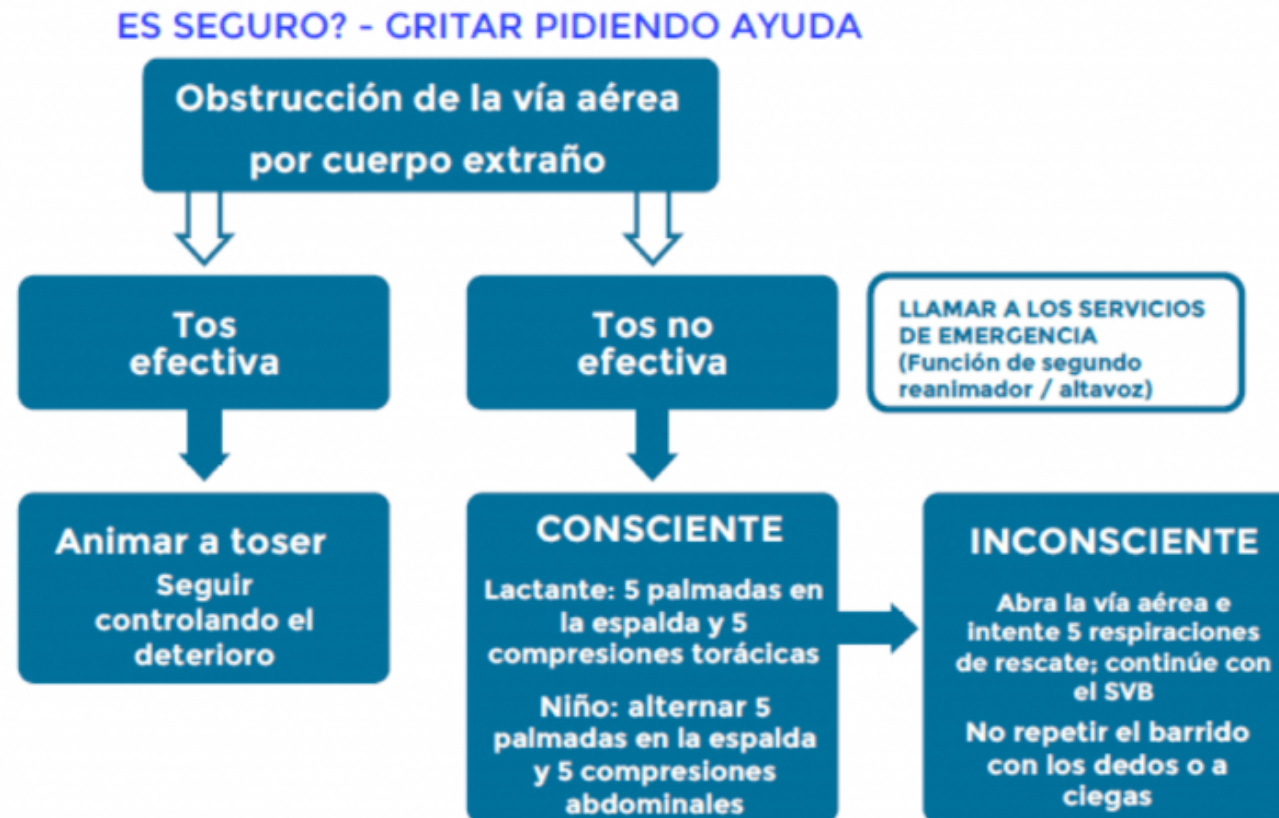 ES SEGURO? - GRITAR PIDIENDO AYUDA
Obstrucción de la vía aérea
por cuerpo extraño
Tos
efectiva
Tos no
efectiva
LLAMAR A LOS SERVICIOS
DE EMERGENCIA
(Función de segundo
reanimador / altavoz)
Animar a toser
Seguir
controlando el
deterioro
CONSCIENTE
Lactante: 5 palmadas en
la espalda y 5
compresiones torácicas
Niño: alternar 5
palmadas en la espalda
y 5 compresiones
abdominales
INCONSCIENTE
Abra la vía aérea e
intente 5 respiraciones
de rescate; continúe con
el SVB
No repetir el barrido
con los dedos o a
ciegas